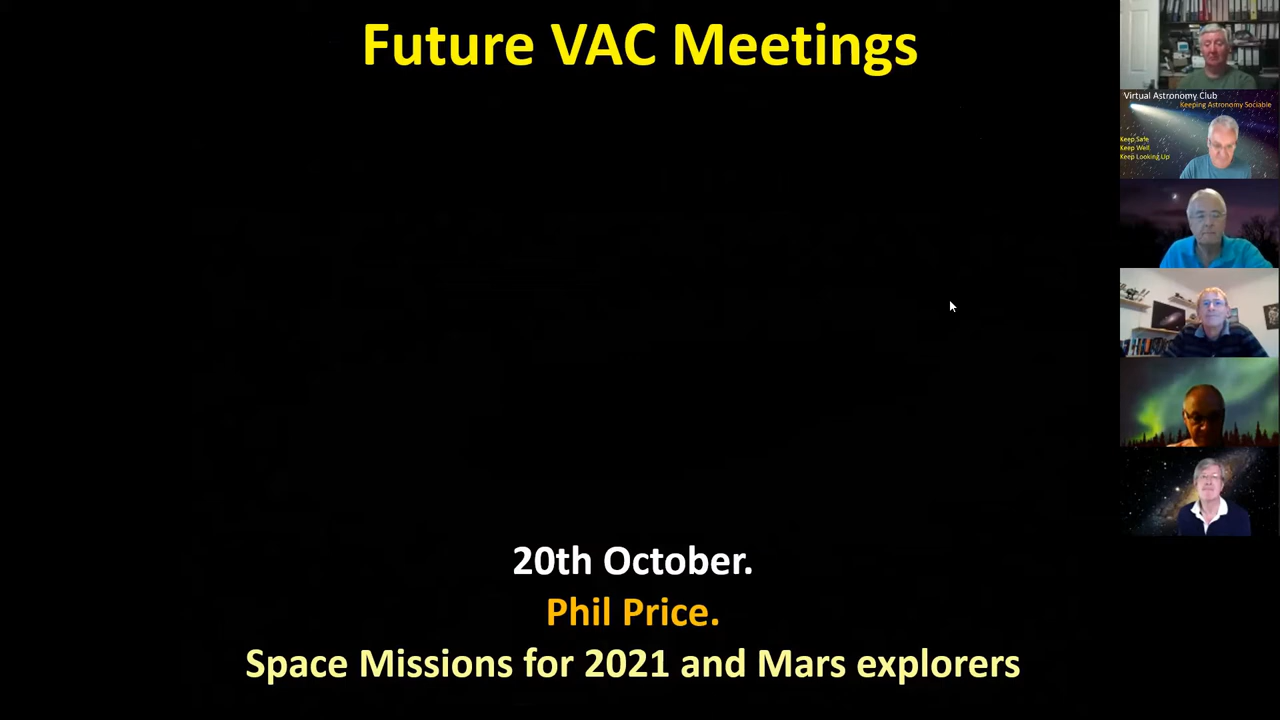 Future VAC Meetings
Virtual Astronomy Club
Keeping Astronomy Sociable
Keep Safe
Keep Well
Keep Looking Up
20th October.
Phil Price.
Space Missions for 2021 and Mars explorers